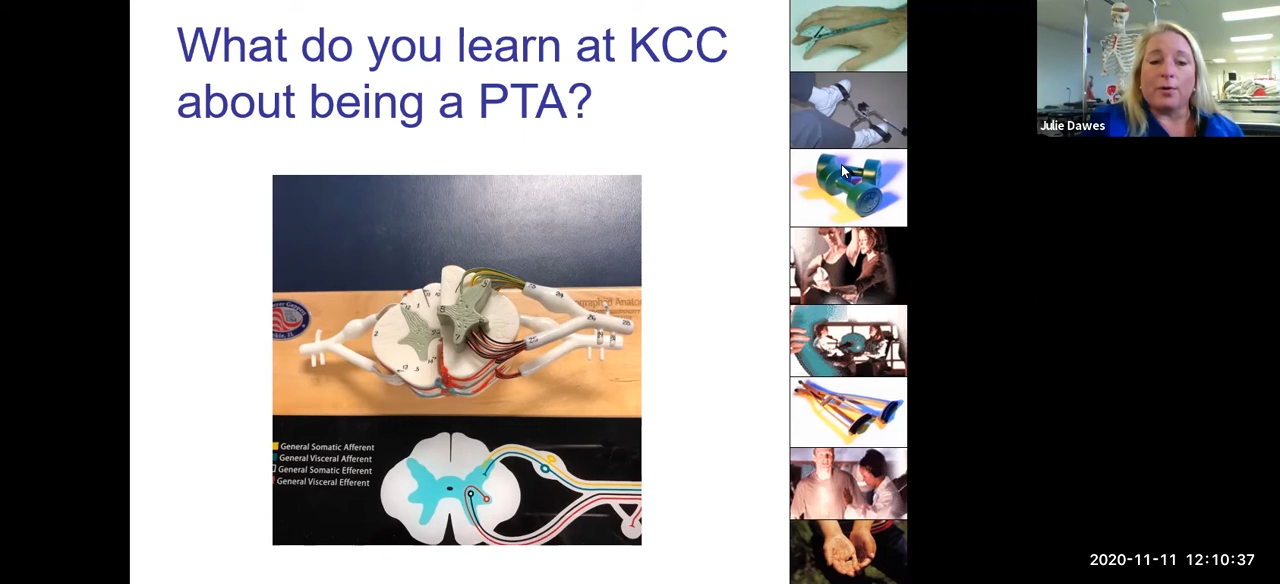 What do you learn at KCC
about being a PTA?
Julie Dawes
General Somatic Afferent
General Visceral Afferent
General Somatic Efferent
General Visceral Efferent
2020-11-11 12:10:37